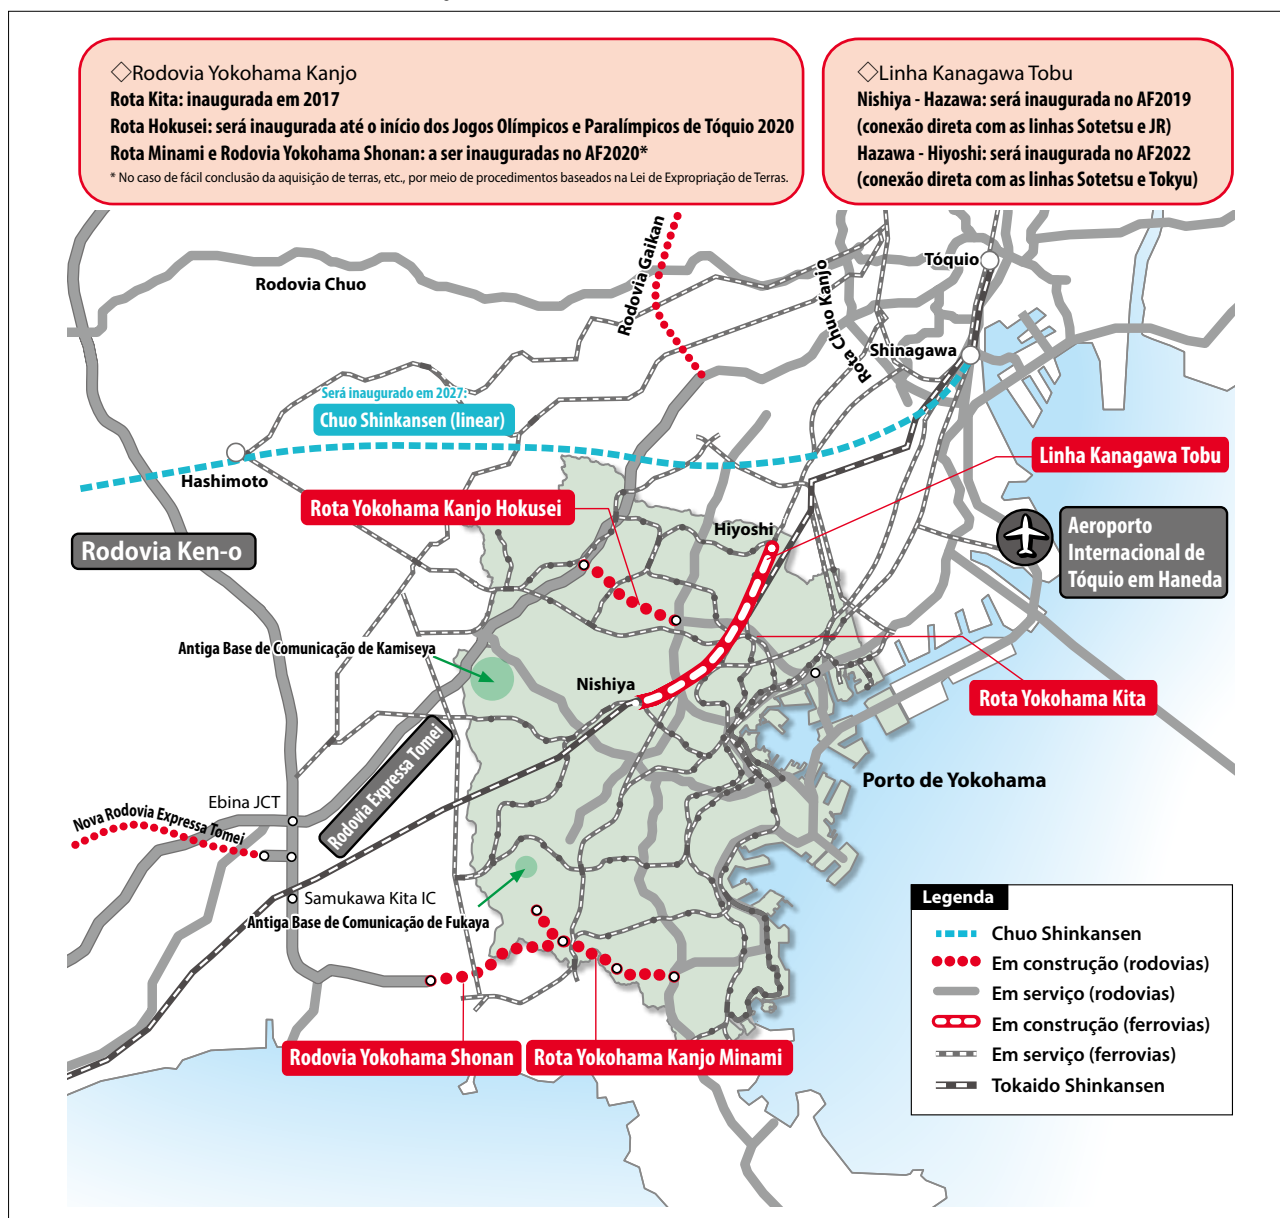 ◇Rodovia Yokohama Kanjo
Rota Kita: inaugurada em 2017
Rota Hokusei: será inaugurada até o início dos Jogos Olímpicos e Paralímpicos de Tóquio 2020
Rota Minami e Rodovia Yokohama Shonan: a ser inauguradas no AF2020*
* No caso de fácil conclusão da aquisição de terras, etc., por meio de procedimentos baseados na Lei de Expropriação de Terras.
◇Linha Kanagawa Tobu
Nishiya - Hazawa: será inaugurada no AF2019
(conexão direta com as linhas Sotetsu e JR)
Hazawa - Hiyoshi: será inaugurada no AF2022
(conexão direta com as linhas Sotetsu e Tokyu)
Rodovia Chuo
Rodovia Gaikan
Rota Chuo Kanjo
Tóquio
Shinagawa
Será inaugurado em 2027:
Chuo Shinkansen (linear)
Hashimoto
Linha Kanagawa Tobu
Rota Yokohama Kanjo Hokusei
Hiyoshi
Rodovia Ken-o
Aeroporto
Internacional de
Tóquio em Haneda
Antiga Base de Comunicação de Kamiseya
Nishiya
Rota Yokohama Kita
Rodovia Expressa Tomei
Porto de Yokohama
Ebina JCT
Nova Rodovia Expressa Tomei
Samukawa Kita IC
Antiga Base de Comunicação de Fukaya
Rodovia Yokohama Shonan
Rota Yokohama Kanjo Minami
Legenda
Chuo Shinkansen
Em construção (rodovias)
Em serviço (rodovias)
Em construção (ferrovias)
Em serviço (ferrovias)
Tokaido Shinkansen